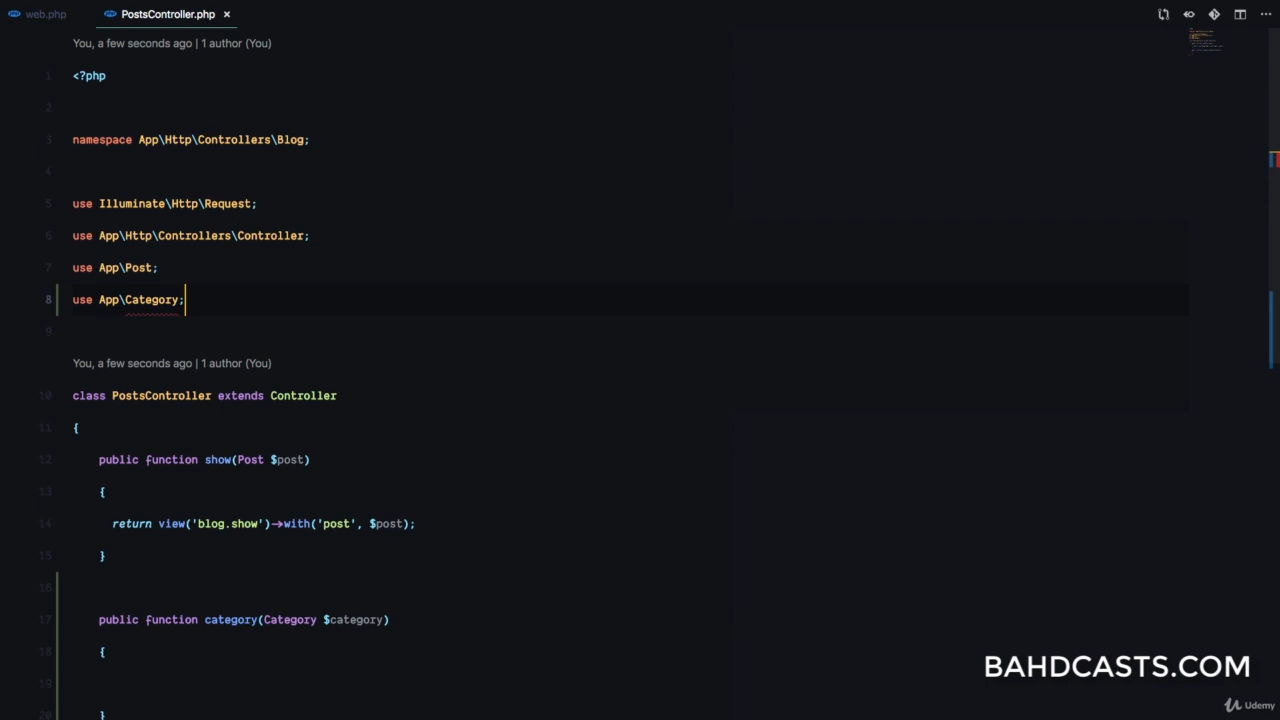 web.php
PostsController.php ×
You, a few seconds ago | 1 author (You)
1 <?php
2
3 namespace App\Http\Controllers\Blog;
4
5 use Illuminate\Http\Request;
6 use App\Http\Controllers\Controller;
7 use App\Post;
8 use App\Category;
9
You, a few seconds ago | 1 author (You)
10 class PostsController extends Controller
11 {
12 public function show(Post $post)
13 {
14 return view('blog.show')->with('post', $post);
15 }
16
17 public function category(Category $category)
18 {
19
20 }
BAHDCASTS.COM
Udemy